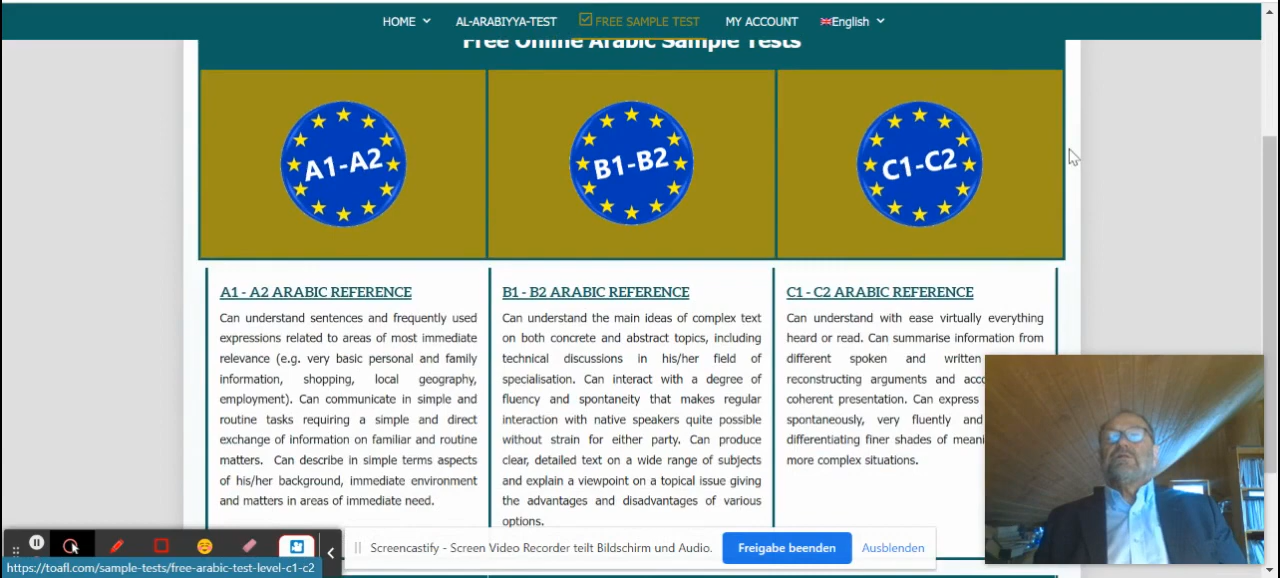 HOME AL-ARABIYYA-TEST FREE SAMPLE TEST MY ACCOUNT English
Free Online Arabic Sample Tests
A1-A2 B1-B2 C1-C2
A1 - A2 ARABIC REFERENCE
Can understand sentences and frequently used
expressions related to areas of most immediate
relevance (e.g. very basic personal and family
information, shopping, local geography,
employment). Can communicate in simple and
routine tasks requiring a simple and direct
exchange of information on familiar and routine
matters. Can describe in simple terms aspects
of his/her background, immediate environment
and matters in areas of immediate need.
B1 - B2 ARABIC REFERENCE
Can understand the main ideas of complex text
on both concrete and abstract topics, including
technical discussions in his/her field of
specialisation. Can interact with a degree of
fluency and spontaneity that makes regular
interaction with native speakers quite possible
without strain for either party. Can produce
clear, detailed text on a wide range of subjects
and explain a viewpoint on a topical issue giving
the advantages and disadvantages of various
options.
C1 - C2 ARABIC REFERENCE
Can understand with ease virtually everything
heard or read. Can summarise information from
different spoken and written
reconstructing arguments and
coherent presentation. Can express
spontaneously, very fluently and
differentiating finer shades of
more complex situations.
Screencastify - Screen Video Recorder teilt Bildschirm und Audio. Freigabe beenden Ausblenden
https://toafl.com/sample-tests/free-arabic-test-level-c1-c2